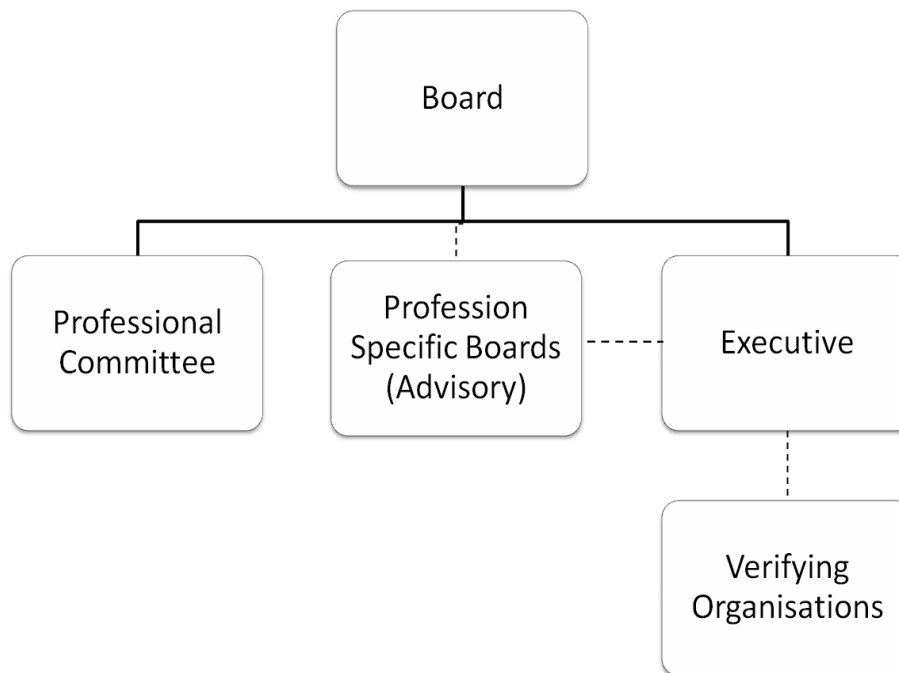 Board
Professional
Committee
Profession
Specific Boards
(Advisory)
Executive
Verifying
Organisations